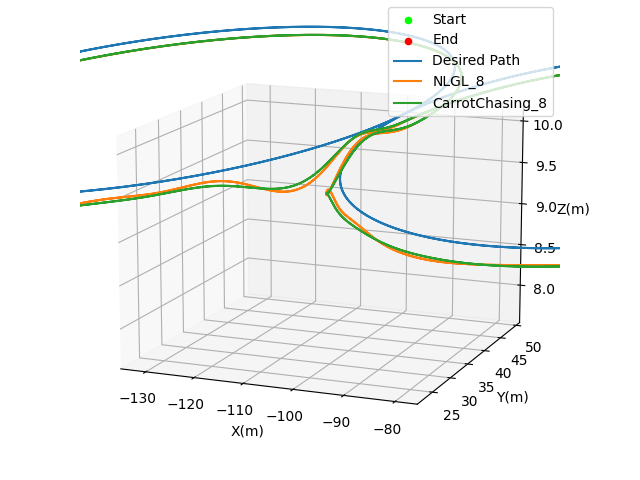 Start
End
Desired Path
NLGL_8
CarrotChasing_8
10.0
9.5
9.0
Z(m)
8.5
8.0
50
45
40
35
30
25
Y(m)
−130
−120
−110
−100
−90
−80
X(m)